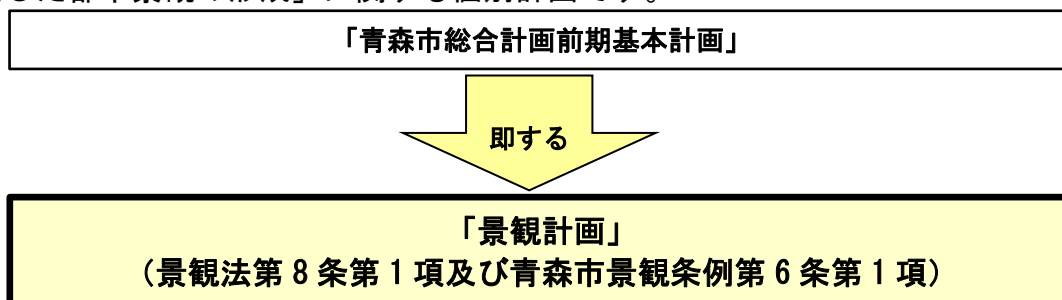 「青森市総合計画前期基本計画」
即する
「景観計画」
（景観法第８条第１項及び青森市景観条例第６条第１項）